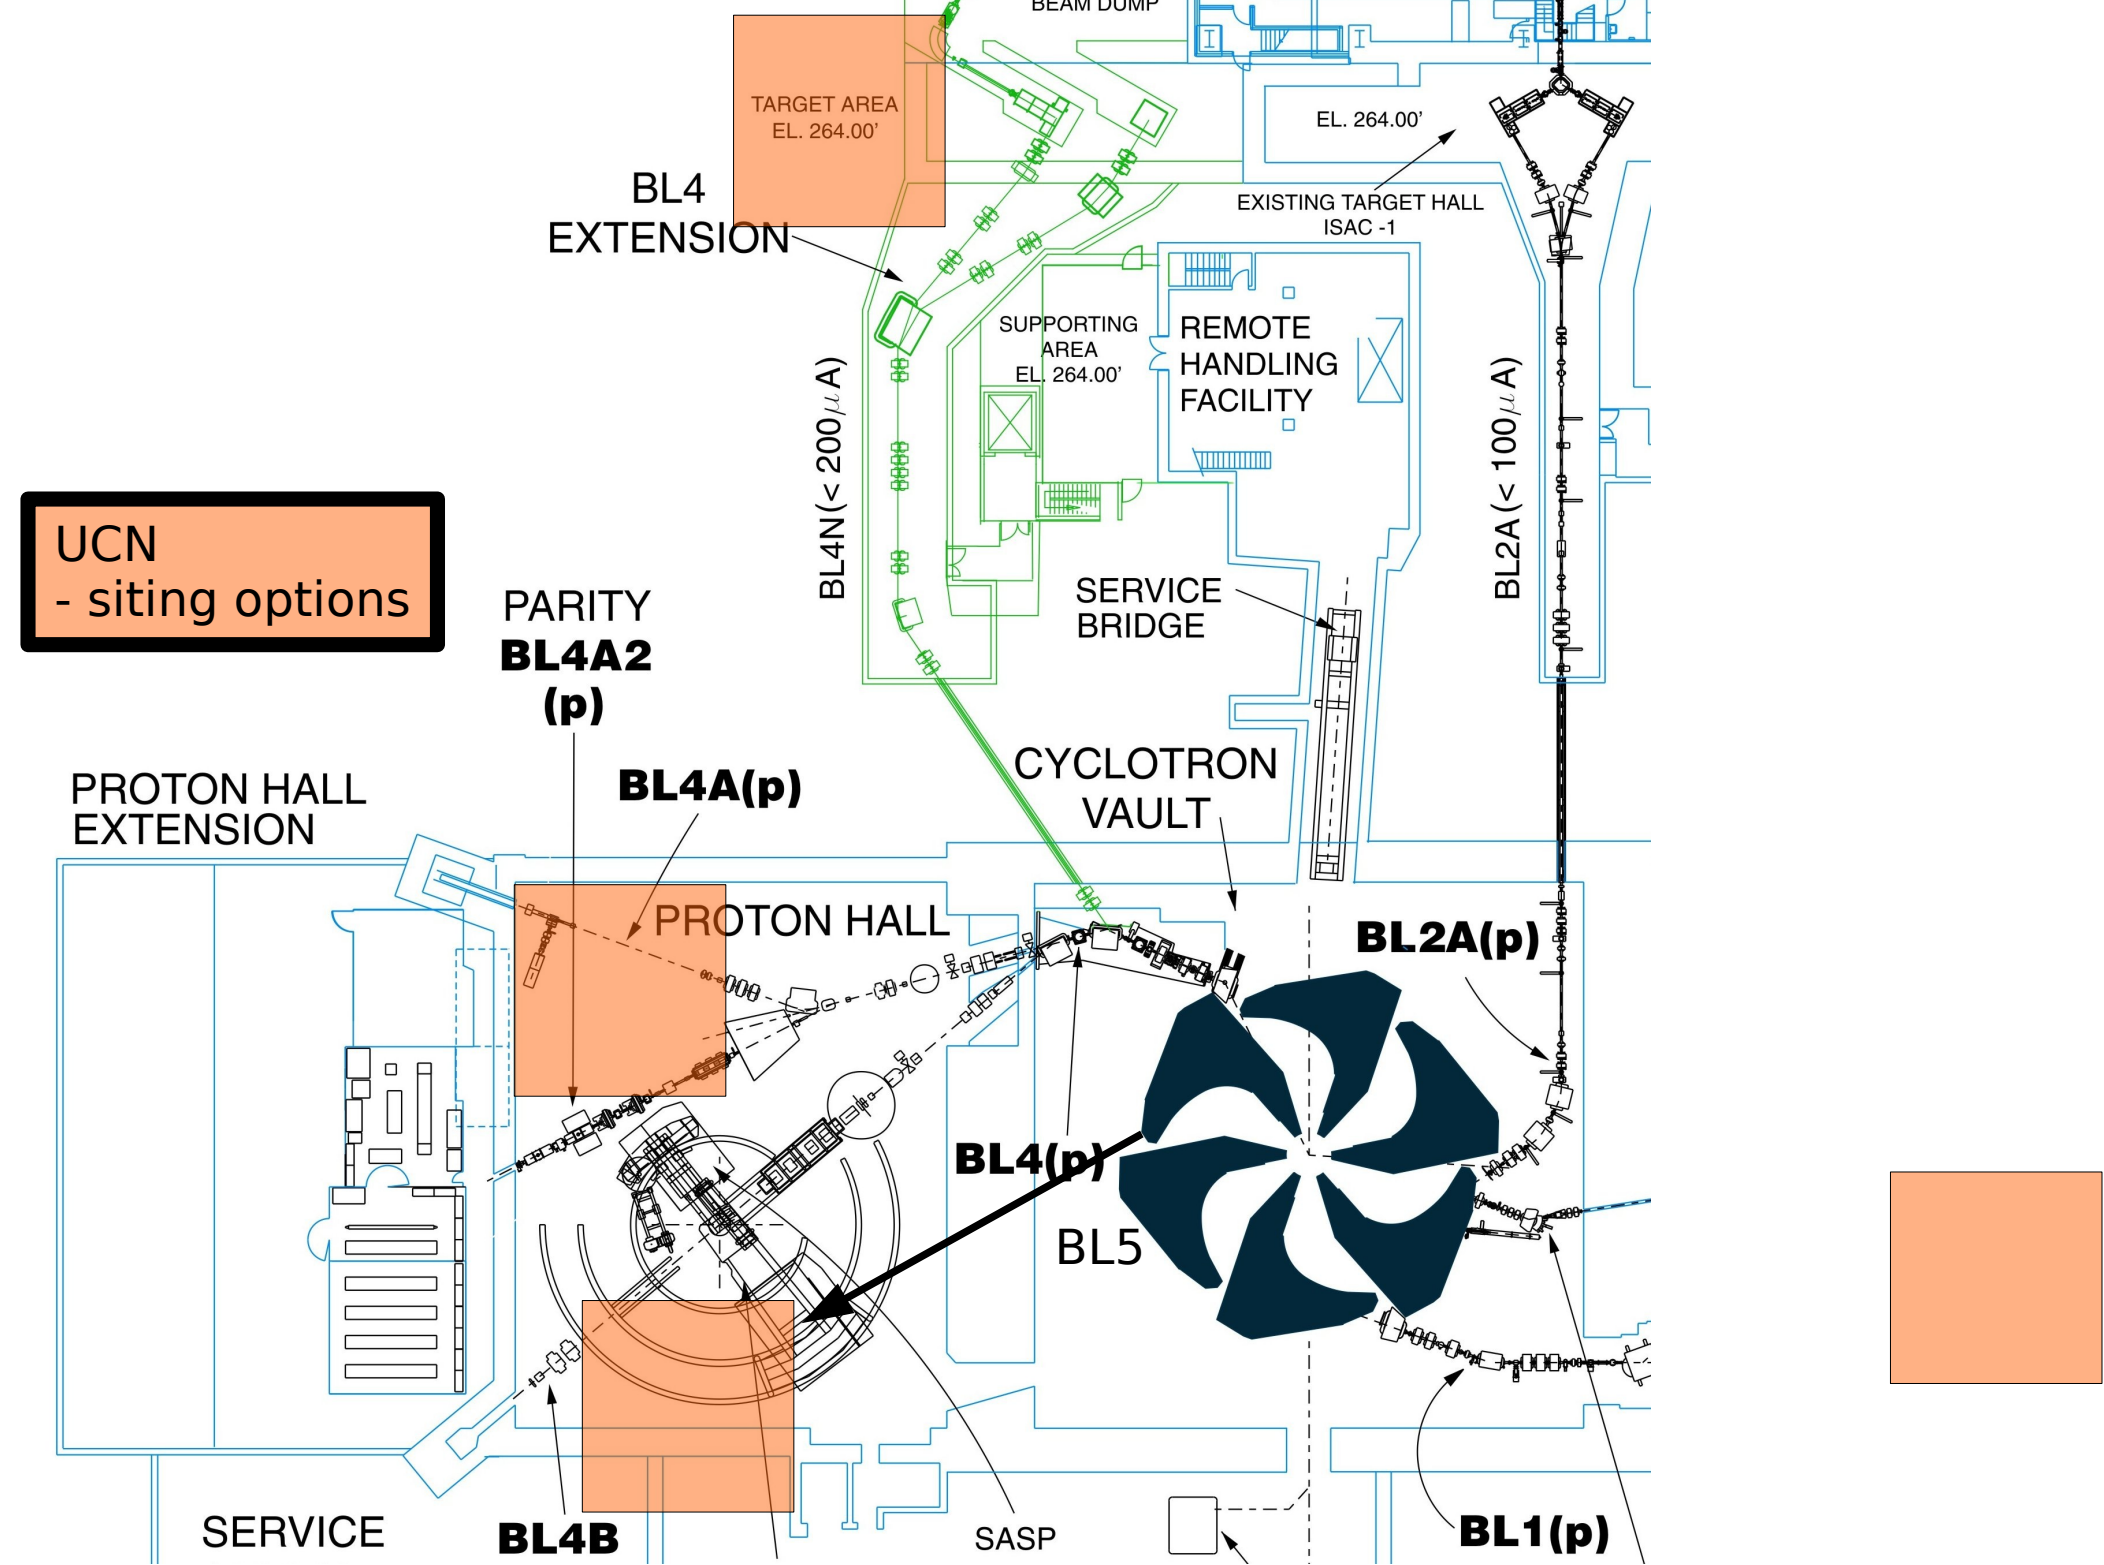 BEAM DUMP
TARGET AREA
EL. 264.00'
EL. 264.00'
BL4
EXTENSION
EXISTING TARGET HALL
ISAC -1
SUPPORTING
AREA
EL. 264.00'
REMOTE
HANDLING
FACILITY
BL4N(< 200μ A)
BL2A(< 100μ A)
UCN
- siting options
PARITY
BL4A2
(p)
SERVICE
BRIDGE
BL4A(p)
CYCLOTRON
VAULT
PROTON HALL
EXTENSION
PROTON HALL
BL2A(p)
BL4(p)
BL5
SERVICE
BL4B
SASP
BL1(p)